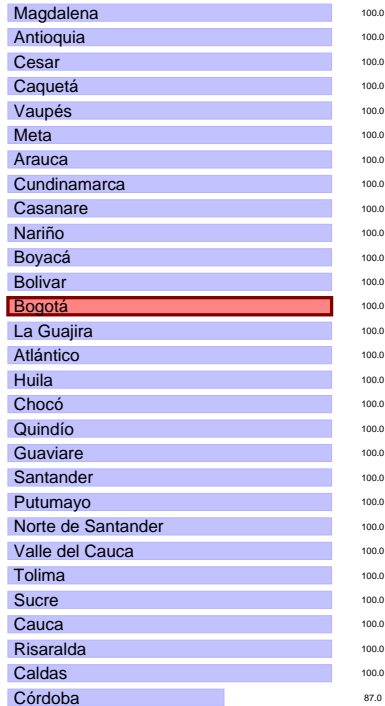 Magdalena 100.0
Antioquia 100.0
Cesar 100.0
Caquetá 100.0
Vaupés 100.0
Meta 100.0
Arauca 100.0
Cundinamarca 100.0
Casanare 100.0
Nariño 100.0
Boyacá 100.0
Bolivar 100.0
Bogotá 100.0
La Guajira 100.0
Atlántico 100.0
Huila 100.0
Chocó 100.0
Quindío 100.0
Guaviare 100.0
Santander 100.0
Putumayo 100.0
Norte de Santander 100.0
Valle del Cauca 100.0
Tolima 100.0
Sucre 100.0
Cauca 100.0
Risaralda 100.0
Caldas 100.0
Córdoba 87.0